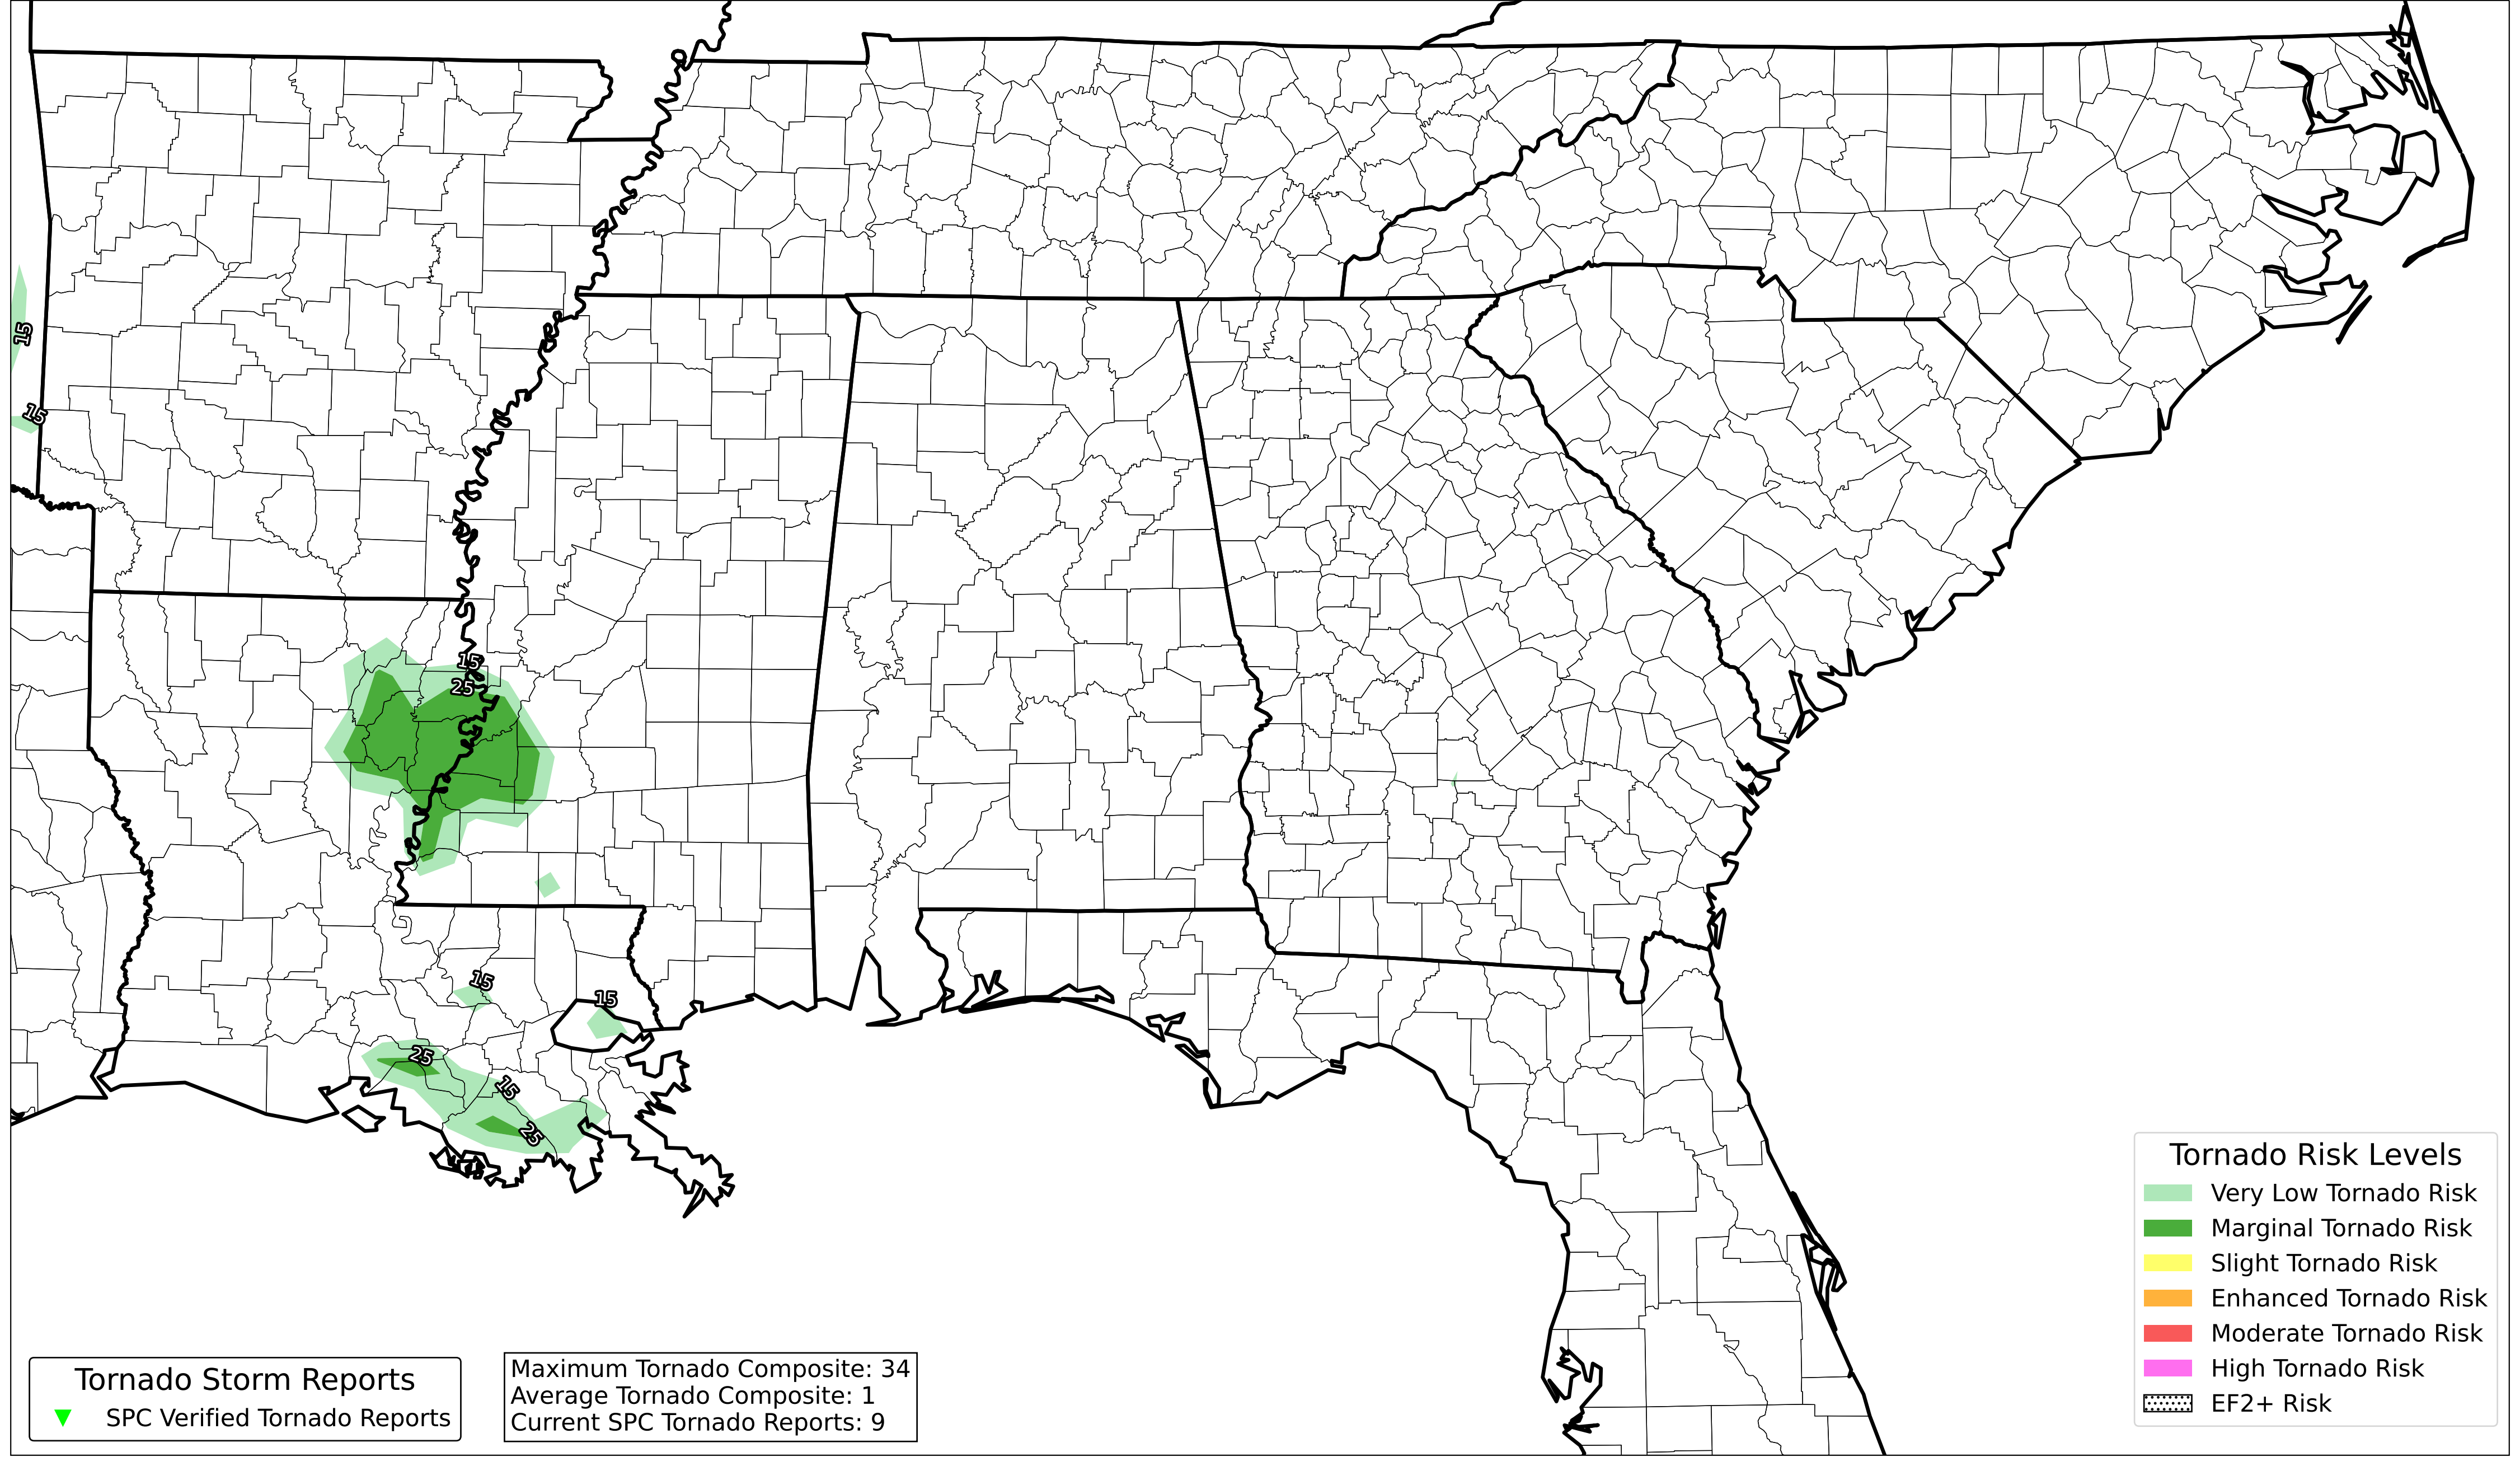 15
15
15
25
15
15
25
15
25
Tornado Risk Levels
Very Low Tornado Risk
Marginal Tornado Risk
Slight Tornado Risk
Enhanced Tornado Risk
Moderate Tornado Risk
High Tornado Risk
EF2+ Risk
Tornado Storm Reports
SPC Verified Tornado Reports
Maximum Tornado Composite: 34
Average Tornado Composite: 1
Current SPC Tornado Reports: 9